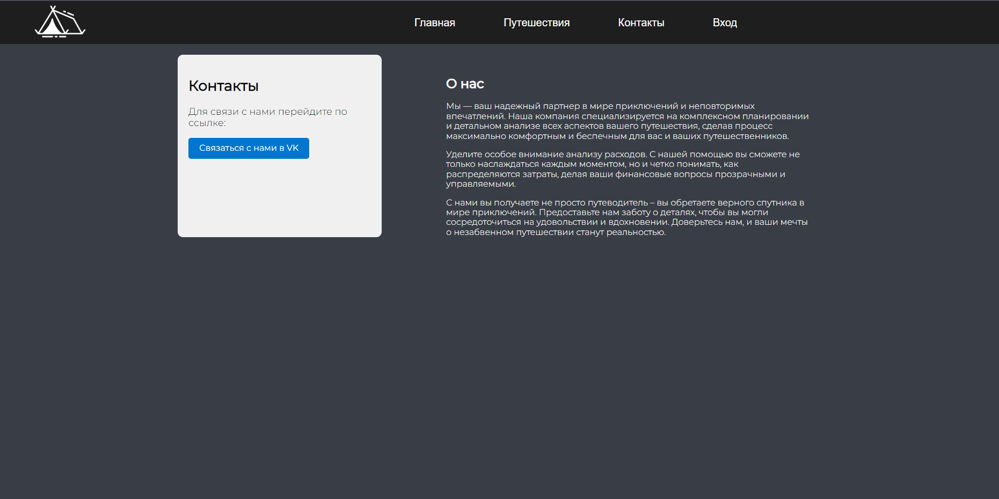 Главная
Путешествия
Контакты
Вход
Контакты
Для связи с нами перейдите по
ссылке:
Связаться с нами в VK
О нас
Мы — ваш надежный партнер в мире приключений и неповторимых
впечатлений. Наша компания специализируется на комплексном планировании
и детальном анализе всех аспектов вашего путешествия, сделав процесс
максимально комфортным и беспечным для вас и ваших путешественников.
Уделите особое внимание анализу расходов. С нашей помощью вы сможете не
только наслаждаться каждым моментом, но и четко понимать, как
распределяются затраты, делая ваши финансовые вопросы прозрачными и
управляемыми.
С нами вы получаете не просто путеводитель – вы обретаете верного спутника в
мире приключений. Предоставьте нам заботу о деталях, чтобы вы могли
сосредоточиться на удовольствии и вдохновении. Доверьтесь нам, и ваши мечты
о незабвенном путешествии станут реальностью.